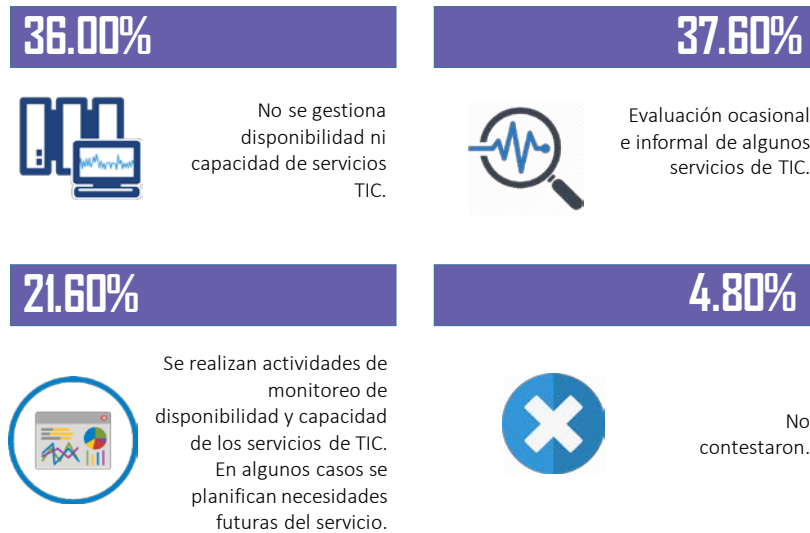 36.00%
No se gestiona
disponibilidad ni
capacidad de servicios
TIC.
37.60%
Evaluación ocasional
e informal de algunos
servicios de TIC.
21.60%
Se realizan actividades de
monitoreo de
disponibilidad y capacidad
de los servicios de TIC.
En algunos casos se
planifican necesidades
futuras del servicio.
4.80%
No
contestaron.